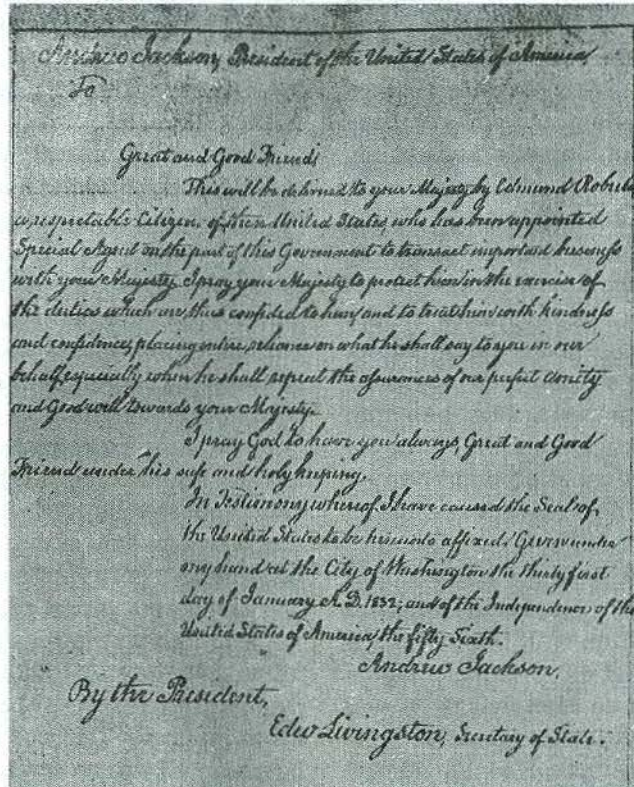 Andrew Jackson, President of the United States of America,
To
Great and Good Friend,
This will be delivered to your Majesty by Edmund Roberts
a respectable Citizen of these United States, who has been appointed
Special Agent on the part of this Government to transact important business
with your Majesty. I pray your Majesty to protect him in the exercise of
the duties which are thus confided to him, and to treat him with kindness
and confidence, placing entire reliance on what he shall say to you in our
behalf, especially when he shall repeat the assurances of our perfect amity
and Good will towards your Majesty.
I pray God to have you always, Great and Good
Friend under his safe and holy keeping.
In Testimony whereof, I have caused the Seal of
the United States to be hereunto affixed. Given under
my hand at the City of Washington the thirty first
day of January A.D. 1832; and of the Independence of the
United States of America, the fifty Sixth.
Andrew Jackson.
By the President,
Edw Livingston, Secretary of State.